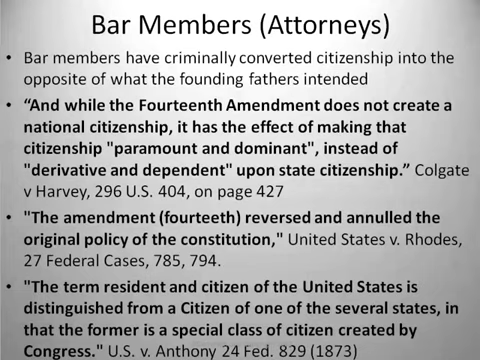 Bar Members (Attorneys)
• Bar members have criminally converted citizenship into the
opposite of what the founding fathers intended
• “And while the Fourteenth Amendment does not create a
national citizenship, it has the effect of making that
citizenship "paramount and dominant", instead of
"derivative and dependent" upon state citizenship.” Colgate
v Harvey, 296 U.S. 404, on page 427
• "The amendment (fourteeth) reversed and annulled the
original policy of the constitution," United States v. Rhodes,
27 Federal Cases, 785, 794.
• "The term resident and citizen of the United States is
distinguished from a Citizen of one of the several states, in
that the former is a special class of citizen created by
Congress." U.S. v. Anthony 24 Fed. 829 (1873)